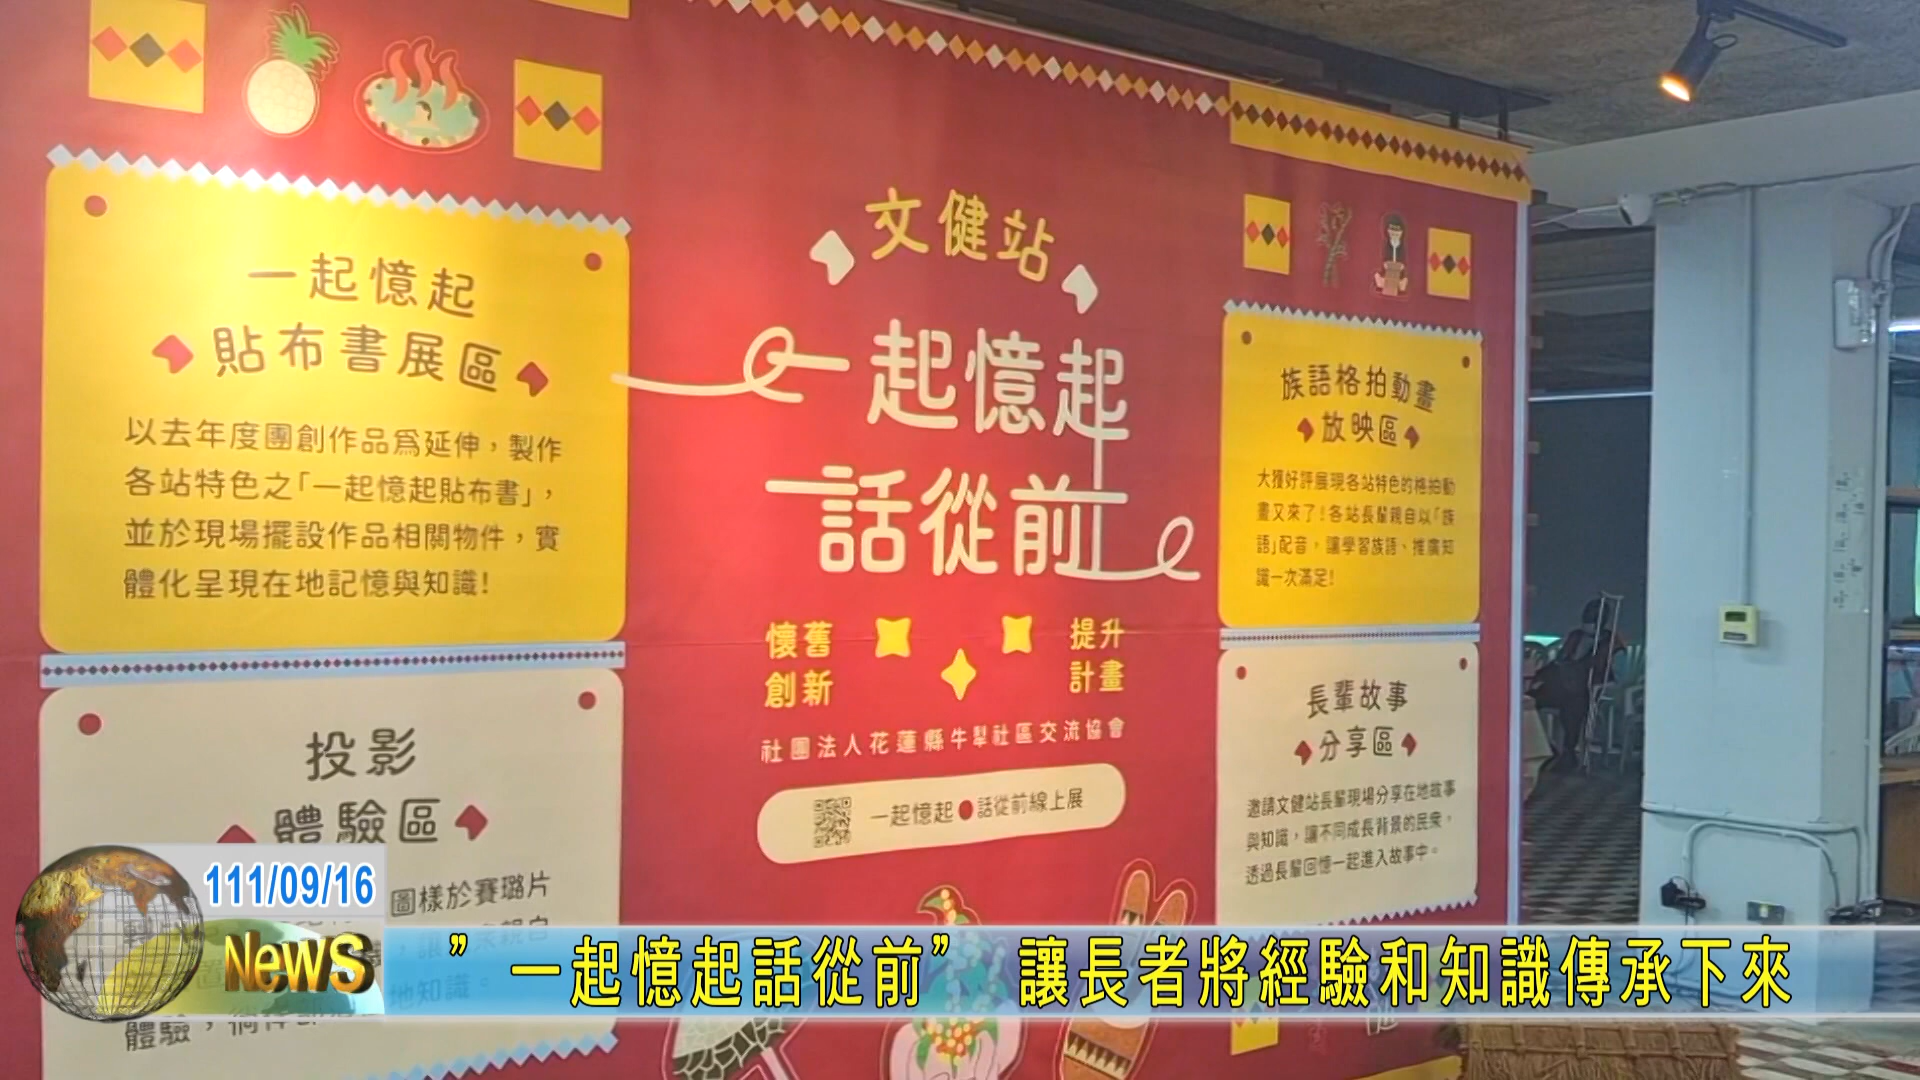 一起憶起
貼布書展區
以去年度團創作品爲延伸，製作
各站特色之「一起憶起貼布書」，
並於現場擺設作品相關物件，實
體化呈現在地記憶與知識！
投影
體驗區
圖樣於賽璐片
地知識。
體驗，
文健站
一起憶起
話從前
懷舊
創新
提升
計畫
社團法人花蓮縣牛犁社區交流協會
一起憶起●話從前線上展
族語格拍動畫
放映區
大獲好評展現各站特色的格拍動
畫又來了！各站長輩親自以「族
語」配音，讓學習族語、推廣知
識一次滿足！
長輩故事
分享區
邀請文健站長輩現場分享在地故事
與知識，讓不同成長背景的民衆，
透過長輩回憶一起進入故事中。
111/09/16
News
”一起憶起話從前” 讓長者將經驗和知識傳承下來